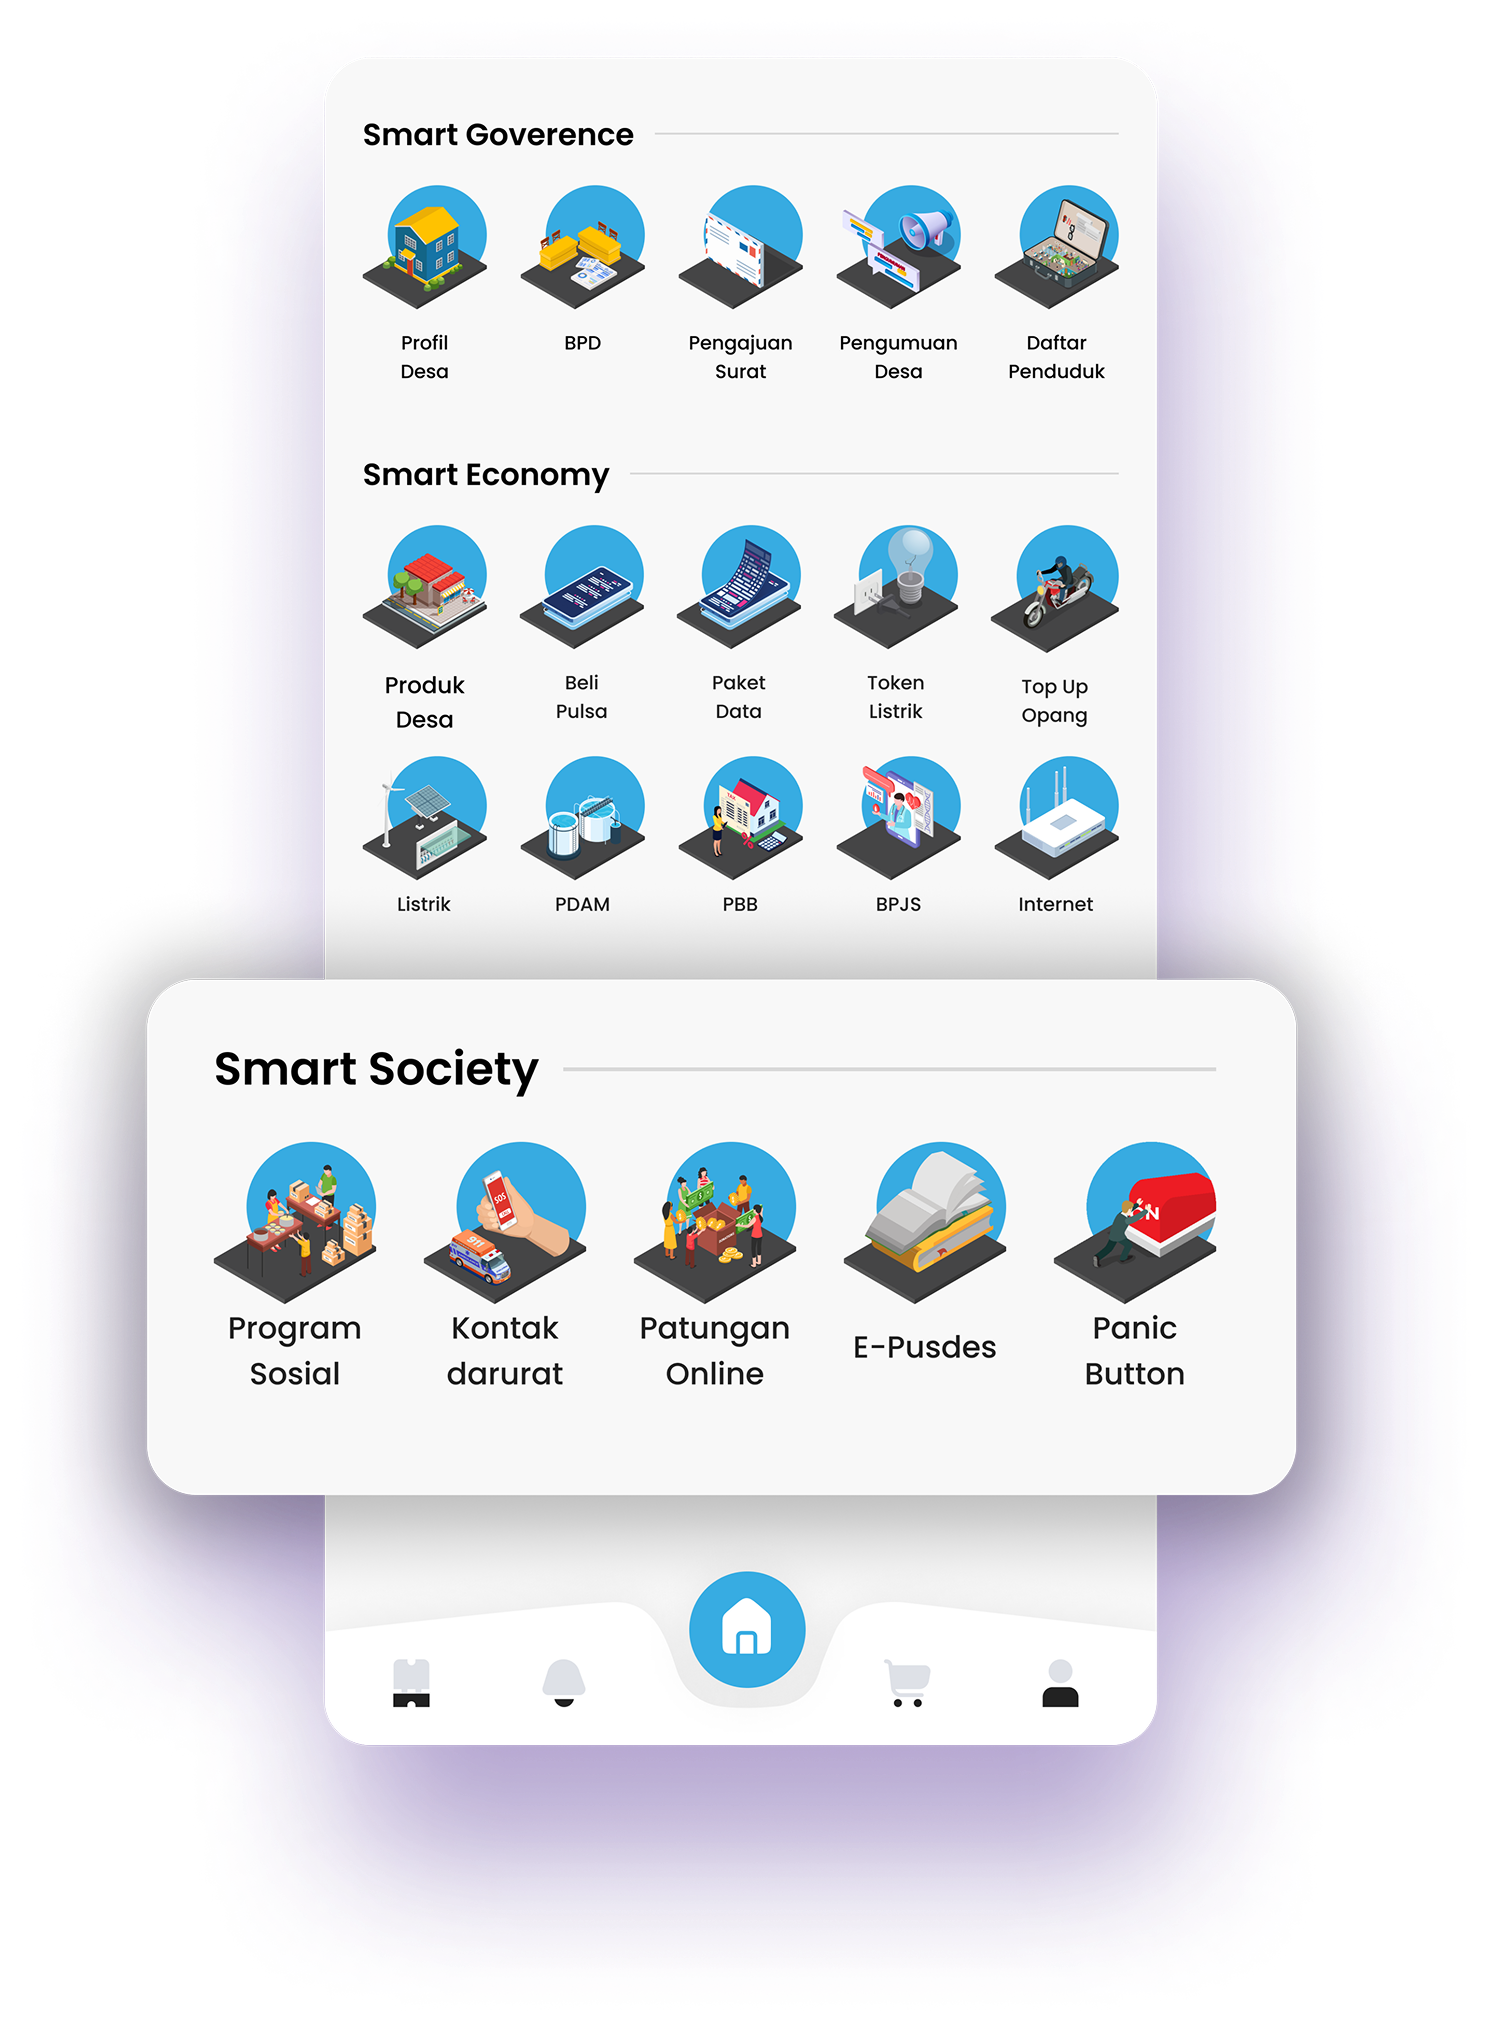 Smart Goverence
Profil
Desa
BPD
Pengajuan
Surat
Pengumuan
Desa
Daftar
Penduduk
Smart Economy
Produk
Desa
Beli
Pulsa
Paket
Data
Token
Listrik
Top Up
Opang
Listrik
PDAM
PBB
BPJS
Internet
Smart Society
SOS
911
Program
Sosial
Kontak
darurat
Patungan
Online
E-Pusdes
Panic
Button